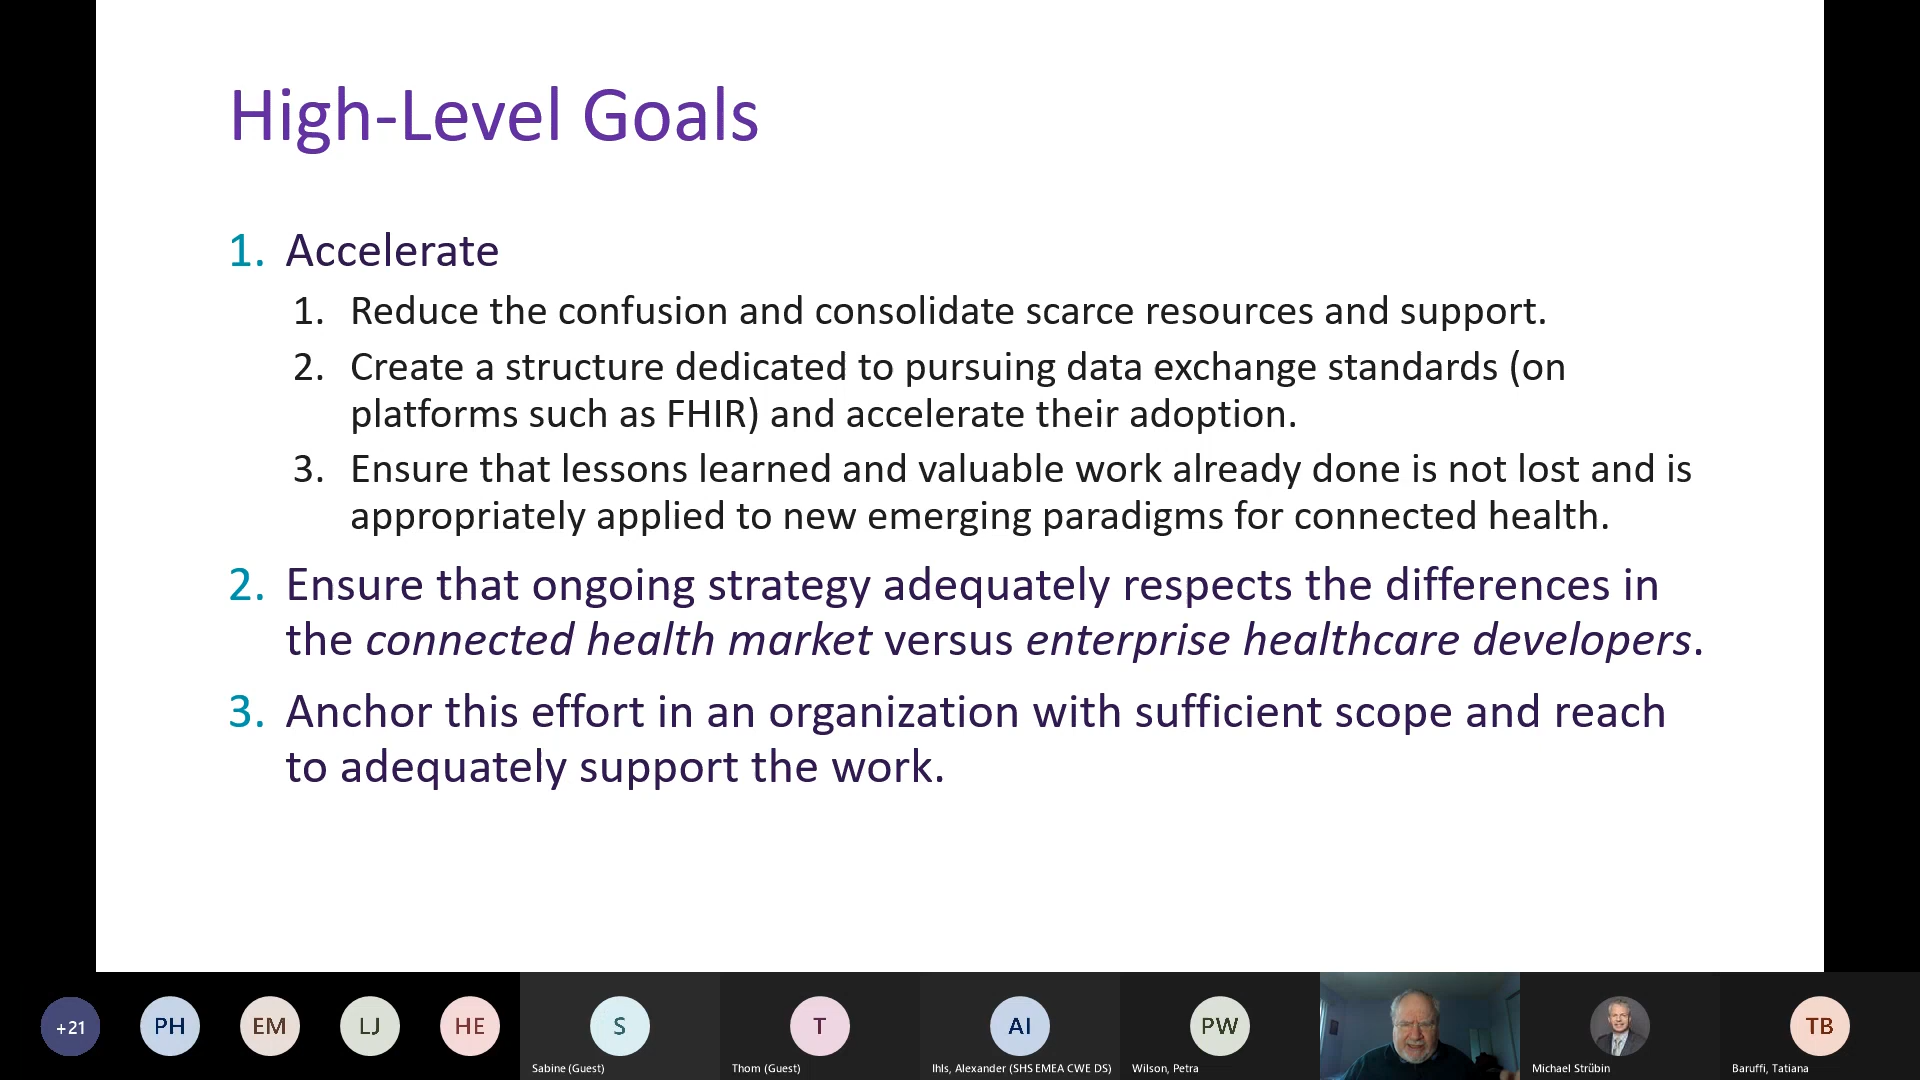 High-Level Goals
1. Accelerate
1. Reduce the confusion and consolidate scarce resources and support.
2. Create a structure dedicated to pursuing data exchange standards (on
platforms such as FHIR) and accelerate their adoption.
3. Ensure that lessons learned and valuable work already done is not lost and is
appropriately applied to new emerging paradigms for connected health.
2. Ensure that ongoing strategy adequately respects the differences in
the connected health market versus enterprise healthcare developers.
3. Anchor this effort in an organization with sufficient scope and reach
to adequately support the work.
+21
PH
EM
LJ
HE
S
T
AI
PW
TB
Sabine (Guest)
Thom (Guest)
Ihls, Alexander (SHS EMEA CWE DS)
Wilson, Petra
Michael Strübin
Baruffi, Tatiana